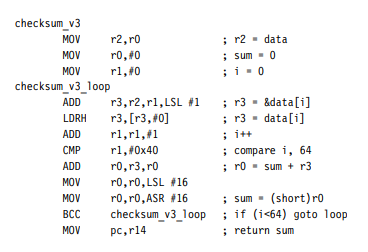 checksum_v3
MOV r2,r0 ; r2 = data
MOV r0,#0 ; sum = 0
MOV r1,#0 ; i = 0
checksum_v3_loop
ADD r3,r2,r1,LSL #1 ; r3 = &data[i]
LDRH r3,[r3,#0] ; r3 = data[i]
ADD r1,r1,#1 ; i++
CMP r1,#0x40 ; compare i, 64
ADD r0,r3,r0 ; r0 = sum + r3
MOV r0,r0,LSL #16
MOV r0,r0,ASR #16 ; sum = (short)r0
BCC checksum_v3_loop ; if (i<64) goto loop
MOV pc,r14 ; return sum